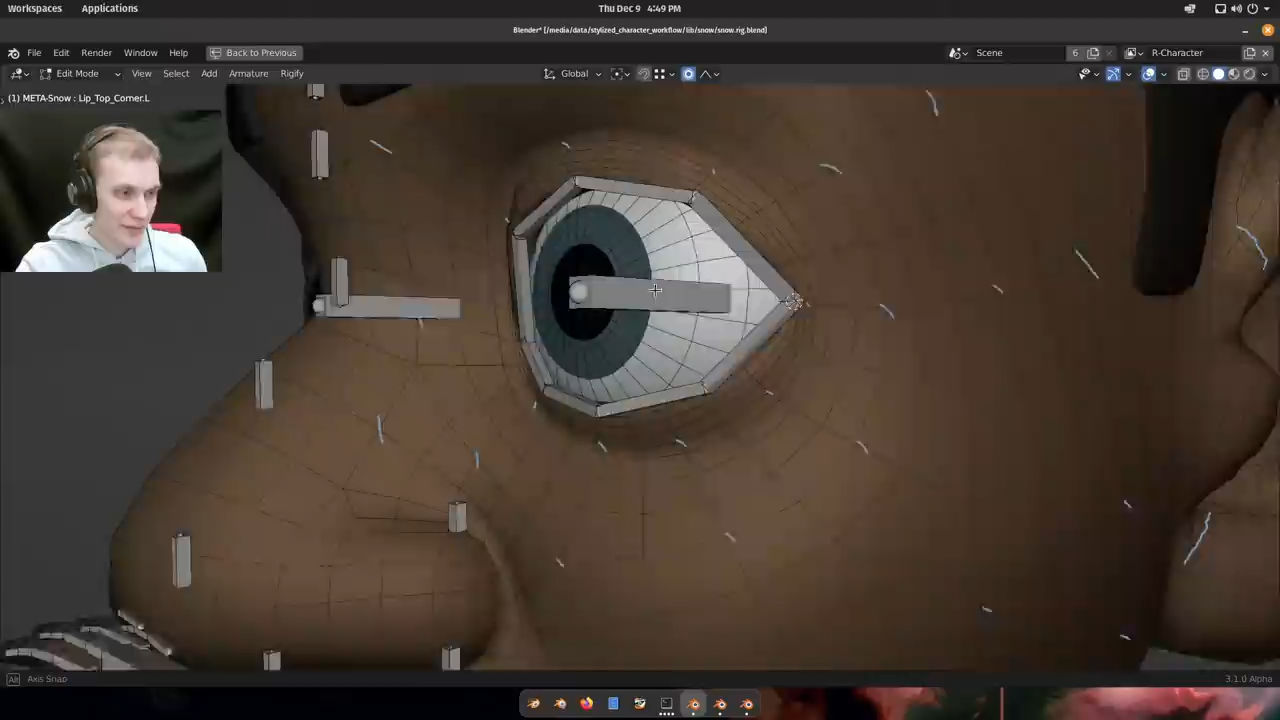 Workspaces Applications Thu Dec 9 4:49 PM
Blender* [/media/data/stylized_character_workflow/lib/snow/snow.rig.blend]
File Edit Render Window Help Back to Previous Scene 6 R-Character
Edit Mode View Select Add Armature Rigify Global
(1) META-Snow : Lip_Top_Corner.L
Alt Axis Snap 3.1.0 Alpha